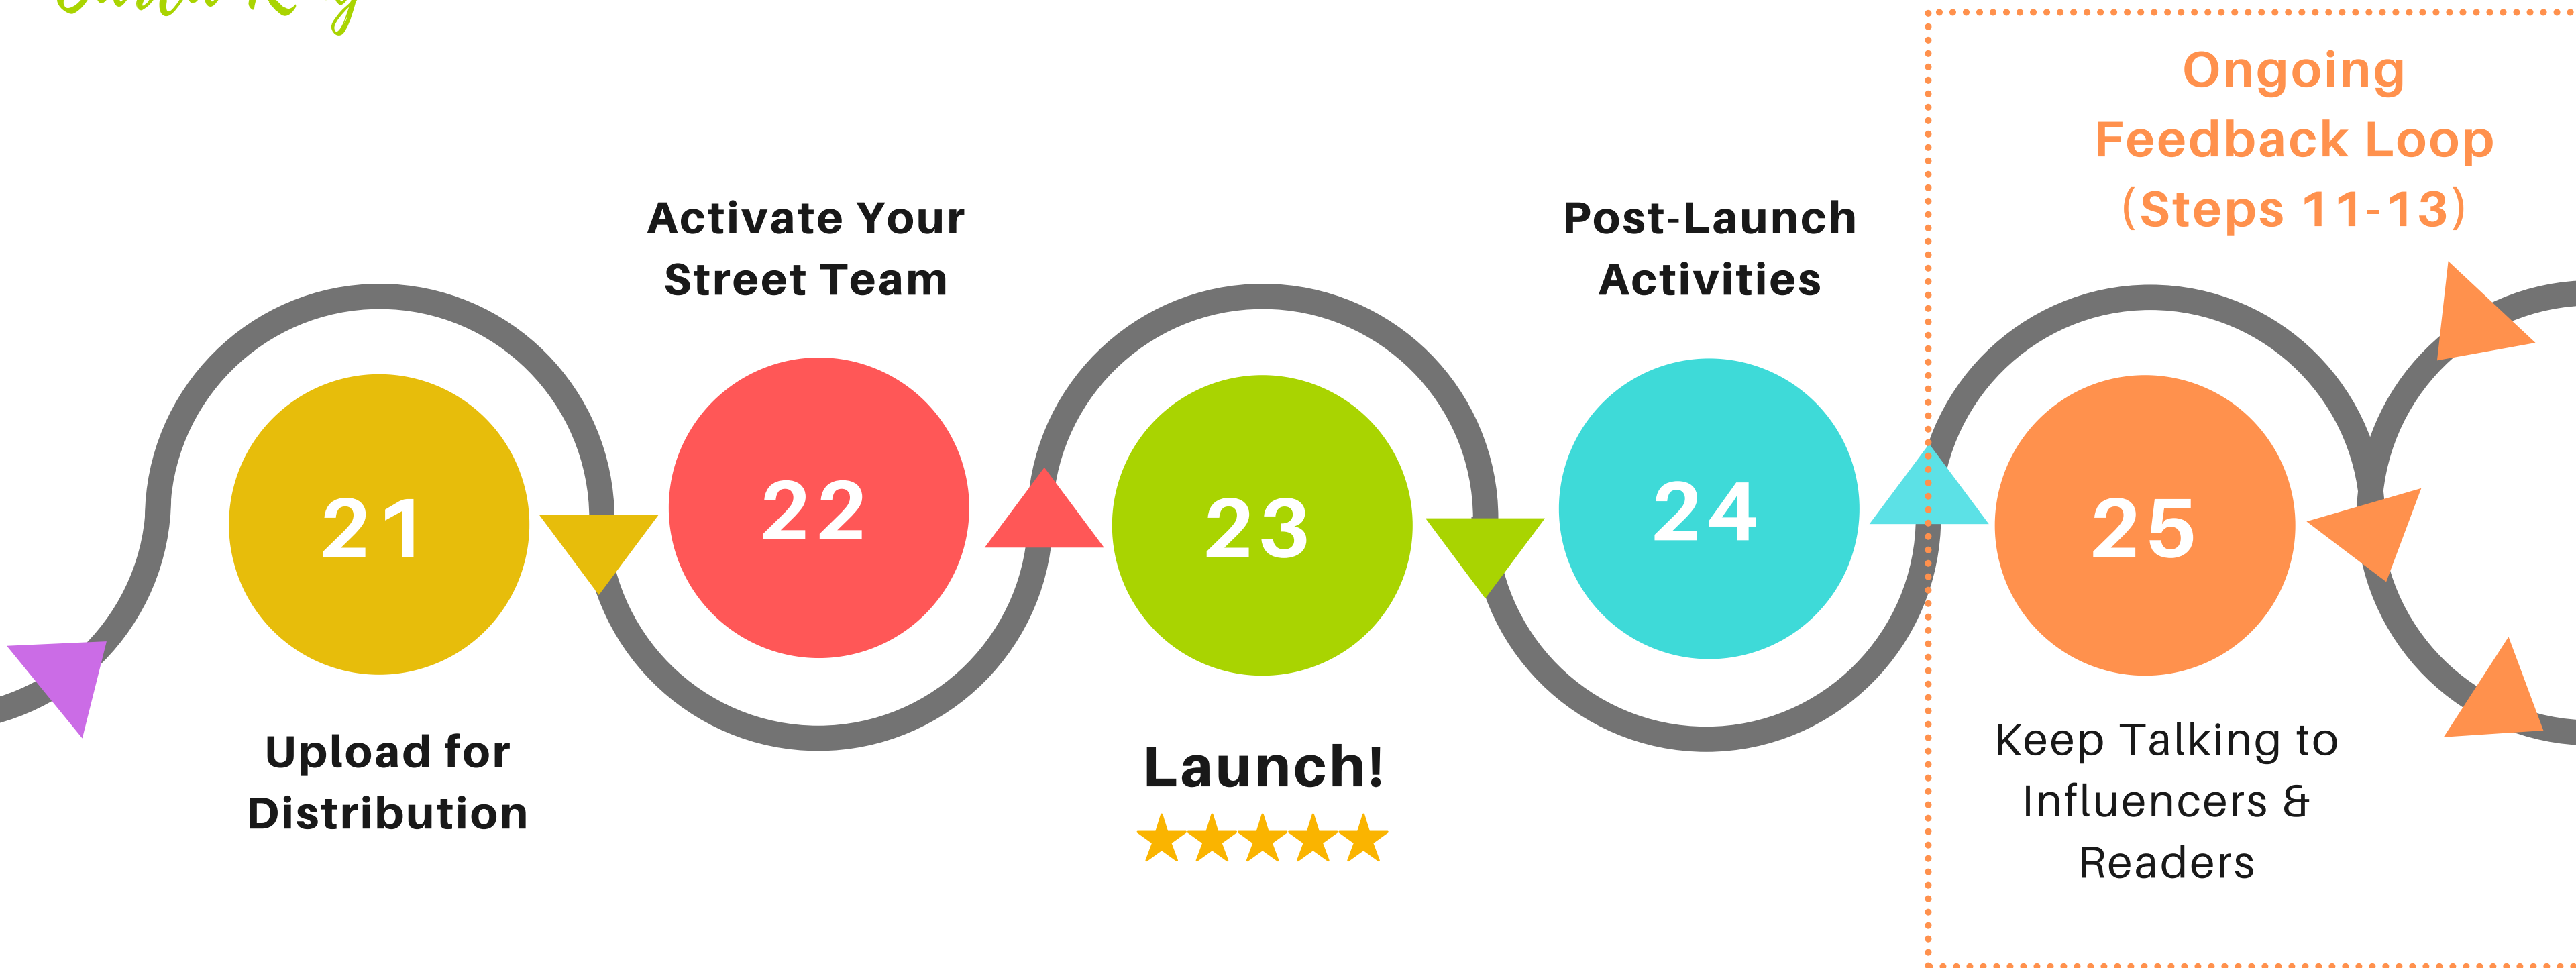 21
Upload for
Distribution
Activate Your
Street Team
22
23
Launch!
Post-Launch
Activities
24
Ongoing
Feedback Loop
(Steps 11-13)
25
Keep Talking to
Influencers &
Readers